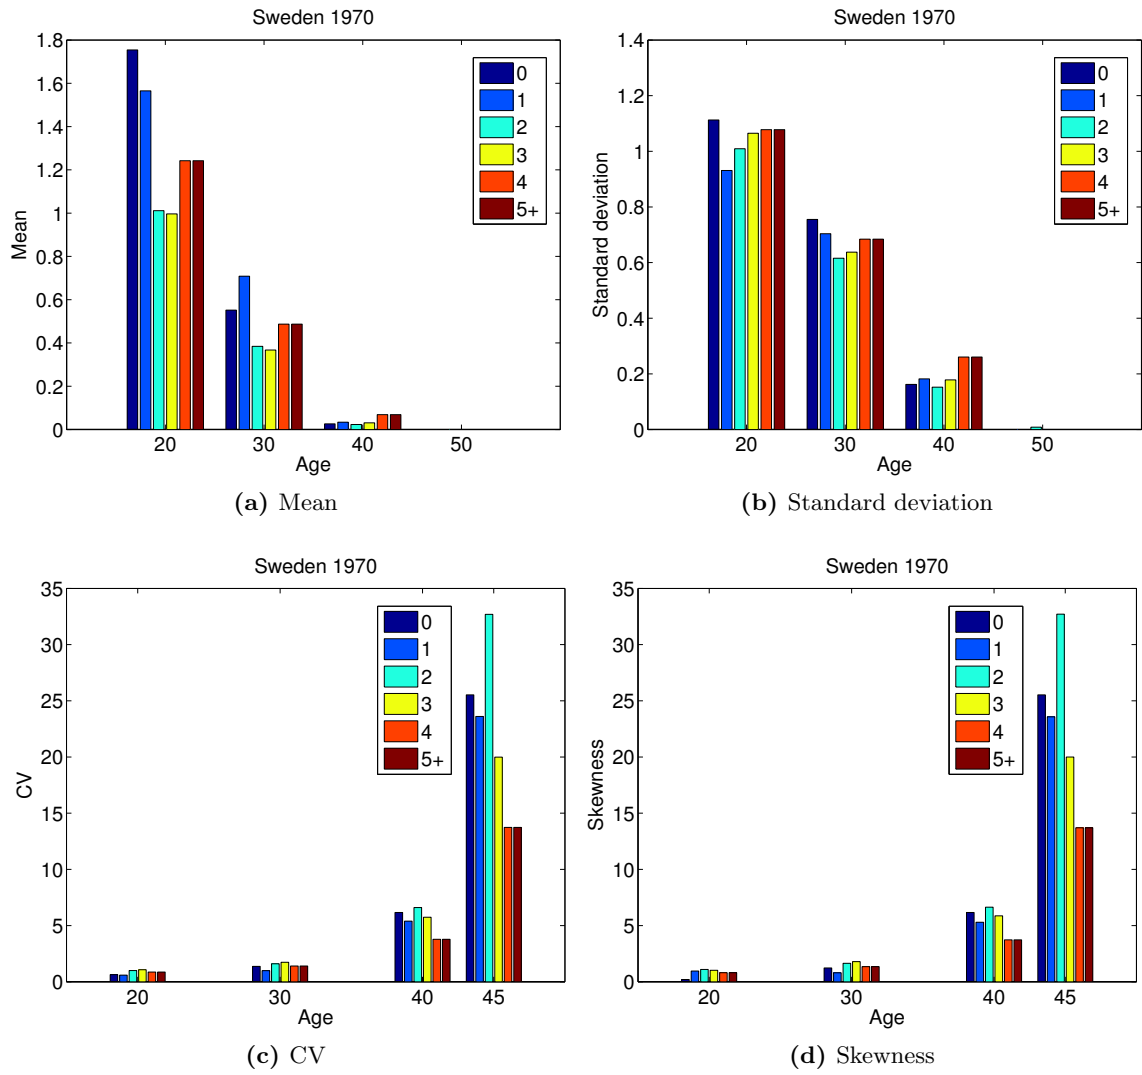 Sweden 1970
1.8
1.6
1.4
1.2
1
0.8
0.6
0.4
0.2
0
Mean
20 30 40 50
Age
0
1
2
3
4
5+
(a) Mean
Sweden 1970
1.4
1.2
1
0.8
0.6
0.4
0.2
0
Standard deviation
20 30 40 50
Age
0
1
2
3
4
5+
(b) Standard deviation
Sweden 1970
35
30
25
20
15
10
5
0
CV
20 30 40 45
Age
0
1
2
3
4
5+
(c) CV
Sweden 1970
35
30
25
20
15
10
5
0
Skewness
20 30 40 45
Age
0
1
2
3
4
5+
(d) Skewness